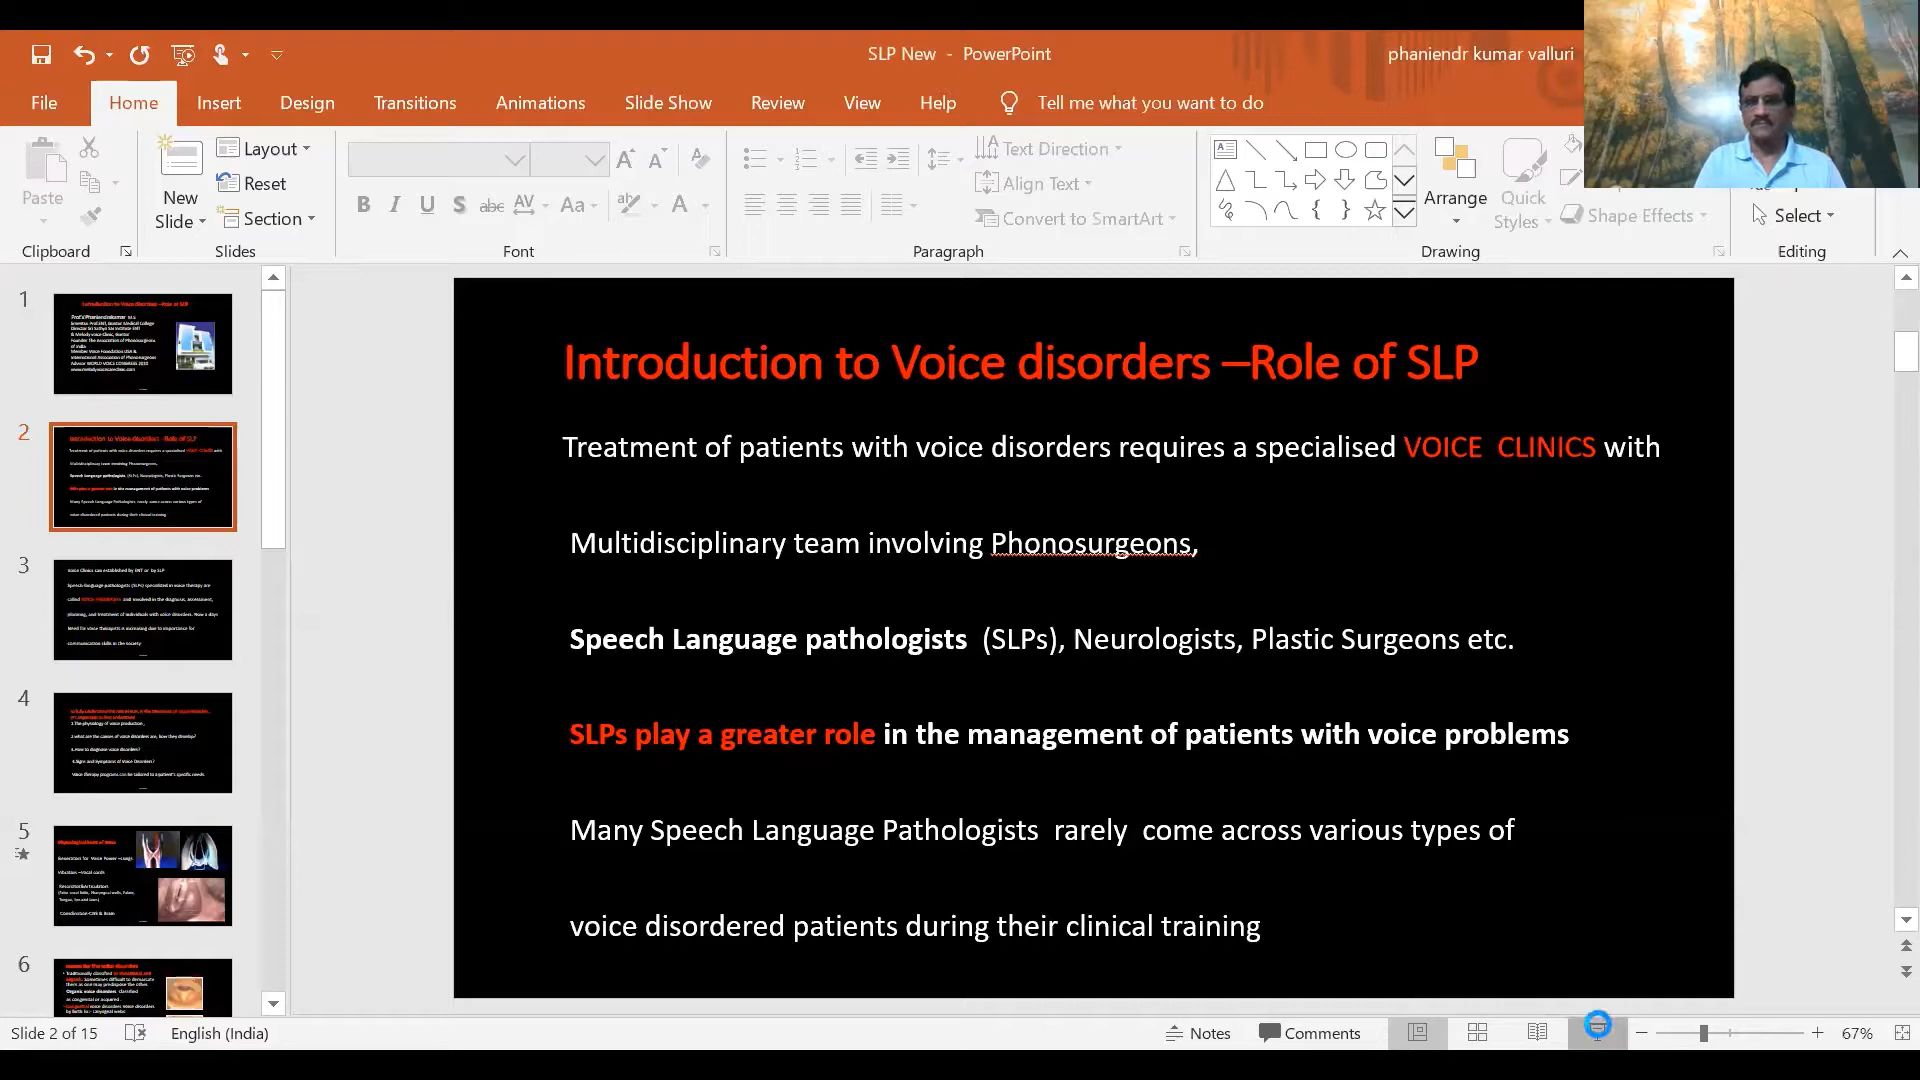 SLP New - PowerPoint
phaniendr kumar valluri
File Home Insert Design Transitions Animations Slide Show Review View Help Tell me what you want to do
Paste
New
Slide
Layout
Reset
Section
Text Direction
Align Text
Convert to SmartArt
Arrange
Quick
Styles
Shape Effects
Select
Clipboard Slides Font Paragraph Drawing Editing
1
2
3
4
5
6
Introduction to Voice disorders –Role of SLP
Treatment of patients with voice disorders requires a specialised VOICE CLINICS with
Multidisciplinary team involving Phonosurgeons,
Speech Language pathologists (SLPs), Neurologists, Plastic Surgeons etc.
SLPs play a greater role in the management of patients with voice problems
Many Speech Language Pathologists rarely come across various types of
voice disordered patients during their clinical training
Slide 2 of 15 English (India) Notes Comments 67%